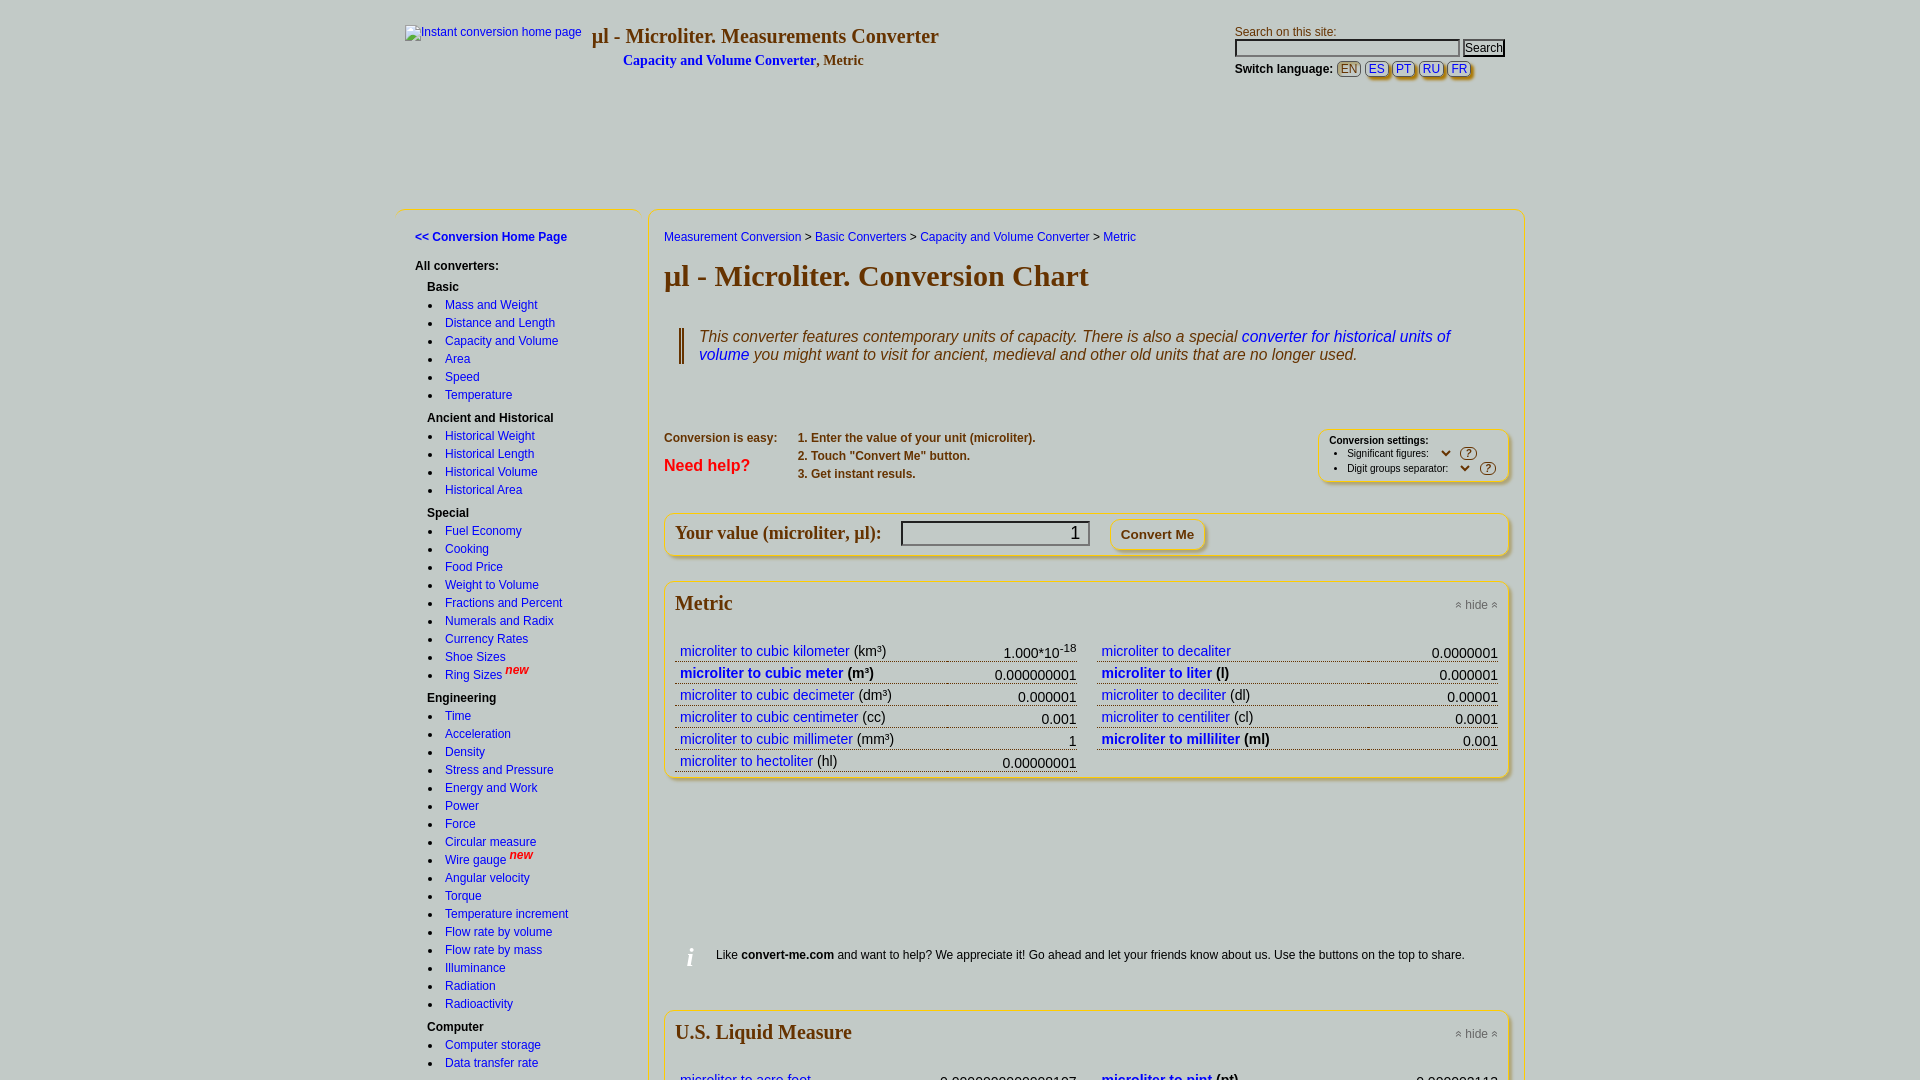 Instant conversion home page
µl - Microliter. Measurements Converter
Capacity and Volume Converter, Metric
Search on this site:
Search
Switch language: EN ES PT RU FR
<< Conversion Home Page
All converters:
Basic
Mass and Weight
Distance and Length
Capacity and Volume
Area
Speed
Temperature
Ancient and Historical
Historical Weight
Historical Length
Historical Volume
Historical Area
Special
Fuel Economy
Cooking
Food Price
Weight to Volume
Fractions and Percent
Numerals and Radix
Currency Rates
Shoe Sizes
Ring Sizes new
Engineering
Time
Acceleration
Density
Stress and Pressure
Energy and Work
Power
Force
Circular measure
Wire gauge new
Angular velocity
Torque
Temperature increment
Flow rate by volume
Flow rate by mass
Illuminance
Radiation
Radioactivity
Computer
Computer storage
Data transfer rate
Measurement Conversion > Basic Converters > Capacity and Volume Converter > Metric
µl - Microliter. Conversion Chart
This converter features contemporary units of capacity. There is also a special converter for historical units of
volume you might want to visit for ancient, medieval and other old units that are no longer used.
Conversion is easy:
Need help?
1. Enter the value of your unit (microliter).
2. Touch "Convert Me" button.
3. Get instant resuls.
Conversion settings:
Significant figures: ?
Digit groups separator: ?
Your value (microliter, µl): 1 Convert Me
Metric « hide «
microliter to cubic kilometer (km³) 1.000*10-18
microliter to cubic meter (m³) 0.000000001
microliter to cubic decimeter (dm³) 0.000001
microliter to cubic centimeter (cc) 0.001
microliter to cubic millimeter (mm³) 1
microliter to hectoliter (hl) 0.00000001
microliter to decaliter 0.0000001
microliter to liter (l) 0.000001
microliter to deciliter (dl) 0.00001
microliter to centiliter (cl) 0.0001
microliter to milliliter (ml) 0.001
i Like convert-me.com and want to help? We appreciate it! Go ahead and let your friends know about us. Use the buttons on the top to share.
U.S. Liquid Measure « hide «
microliter to acre foot
microliter to pint (pt)